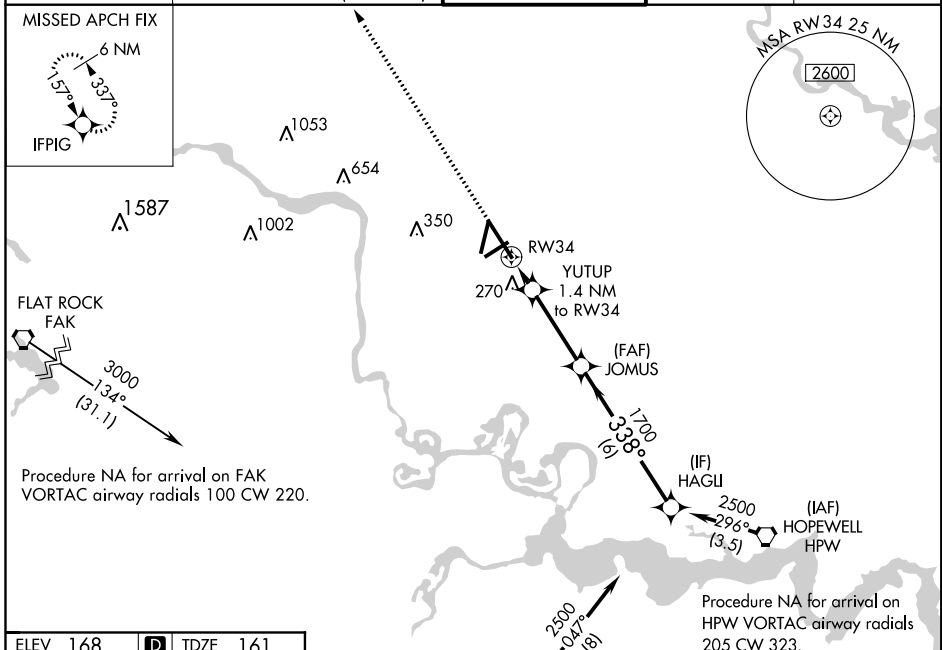 MISSED APCH FIX
6 NM
157°
337°
IFPIG
MSA RW34 25 NM
2600
1053
654
1587
1002
350
RW34
270
YUTUP
1.4 NM
to RW34
FLAT ROCK
FAK
3000
134°
(31.1)
(FAF)
JOMUS
1700
338°
(6)
Procedure NA for arrival on FAK
VORTAC airway radials 100 CW 220.
(IF)
HAGLI
2500
296°
(3.5)
(IAF)
HOPEWELL
HPW
2500
047°
Procedure NA for arrival on
HPW VORTAC airway radials
205 CW 323.
ELEV 168 D TDZE 161